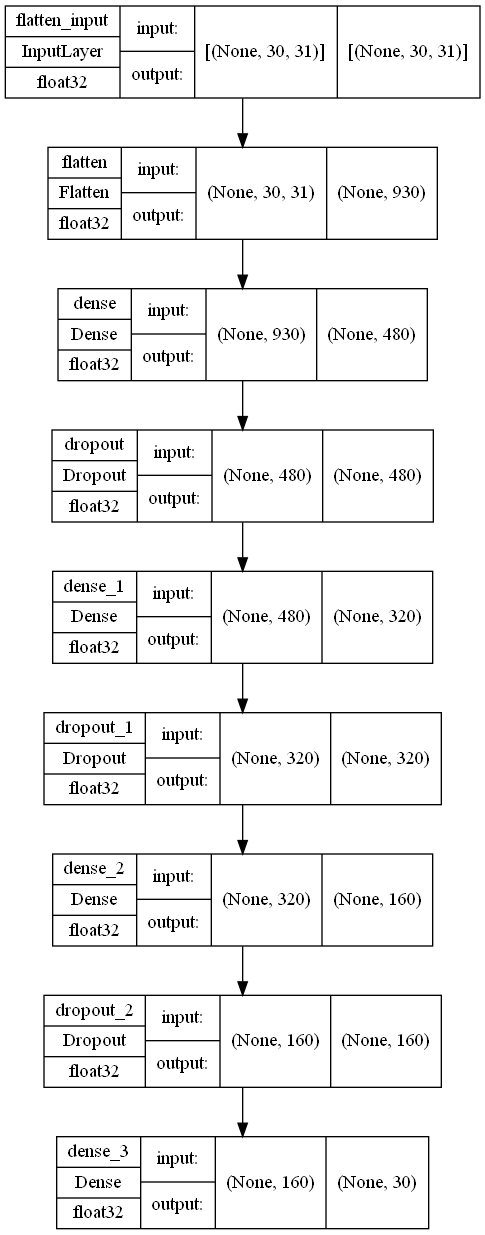 flatten_input
InputLayer
float32
input:
output:
[(None, 30, 31)]
[(None, 30, 31)]
flatten
Flatten
float32
input:
output:
(None, 30, 31)
(None, 930)
dense
Dense
float32
input:
output:
(None, 930)
(None, 480)
dropout
Dropout
float32
input:
output:
(None, 480)
(None, 480)
dense_1
Dense
float32
input:
output:
(None, 480)
(None, 320)
dropout_1
Dropout
float32
input:
output:
(None, 320)
(None, 320)
dense_2
Dense
float32
input:
output:
(None, 320)
(None, 160)
dropout_2
Dropout
float32
input:
output:
(None, 160)
(None, 160)
dense_3
Dense
float32
input:
output:
(None, 160)
(None, 30)